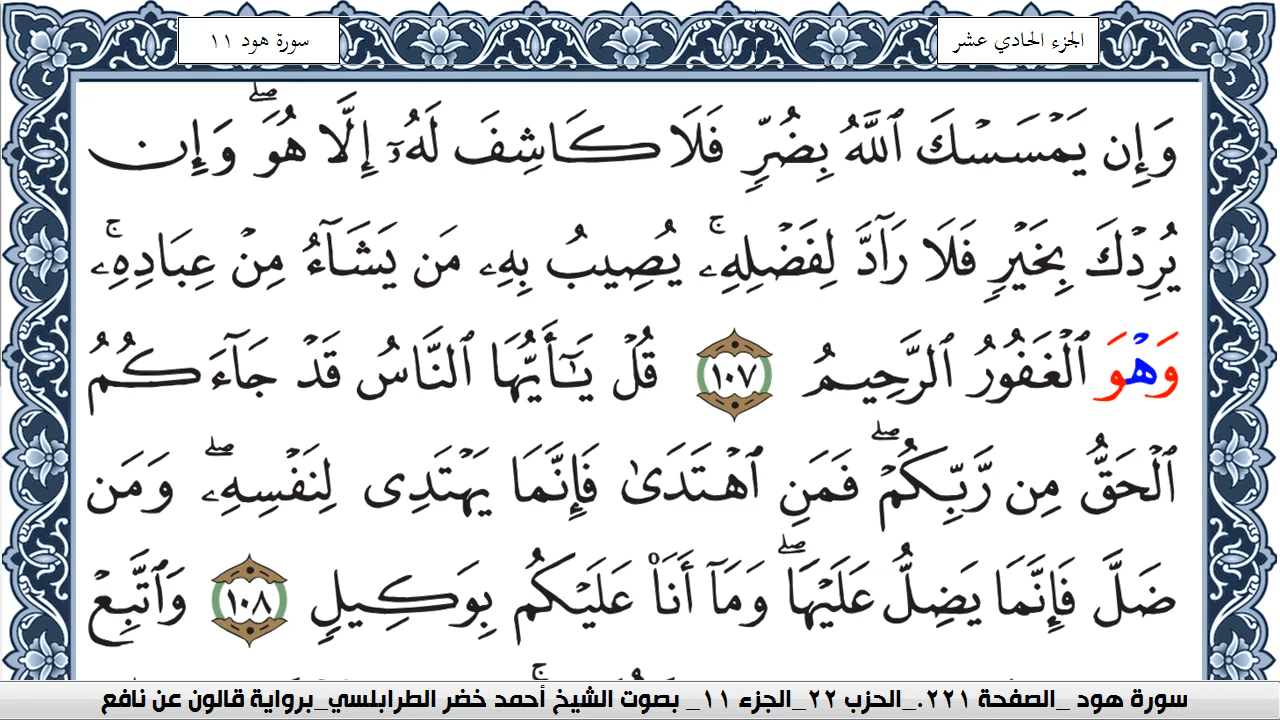 الجزء الحادي عشر
سورة هود ١١
وَإِن يَمْسَسْكَ ٱللَّهُ بِضُرٍّ فَلَا كَاشِفَ لَهُۥٓ إِلَّا هُوَۖ وَإِن
يُرِدْكَ بِخَيْرٍ فَلَا رَآدَّ لِفَضْلِهِۦۚ يُصِيبُ بِهِۦ مَن يَشَآءُ مِنْ عِبَادِهِۦۚ
وَهْوَ ٱلْغَفُورُ ٱلرَّحِيمُ ١٠٧ قُلْ يَٰٓأَيُّهَا ٱلنَّاسُ قَدْ جَآءَكُمُ
ٱلْحَقُّ مِن رَّبِّكُمْۖ فَمَنِ ٱهْتَدَىٰ فَإِنَّمَا يَهْتَدِى لِنَفْسِهِۦۖ وَمَن
ضَلَّ فَإِنَّمَا يَضِلُّ عَلَيْهَاۖ وَمَآ أَنَا۠ عَلَيْكُم بِوَكِيلٍ ١٠٨ وَٱتَّبِعْ
سورة هود _الصفحة ٢٢١._الحزب ٢٢_الجزء ١١_ بصوت الشيخ أحمد خضر الطرابلسي_برواية قالون عن نافع